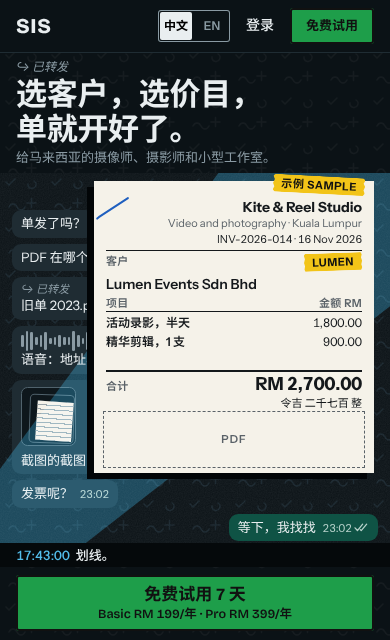 SIS
中文
EN
登录
免费试用
已转发
选客户，选价目，
单就开好了。
给马来西亚的摄像师、摄影师和小型工作室。
示例 SAMPLE
单发了吗？
PDF 在哪个
已转发
旧单 2023.p
语音：地址
截图的截图
发票呢？ 23:02
Kite & Reel Studio
Video and photography · Kuala Lumpur
INV-2026-014 · 16 Nov 2026
客户
LUMEN
Lumen Events Sdn Bhd
项目 金额 RM
活动录影，半天 1,800.00
精华剪辑，1 支 900.00
合计 RM 2,700.00
令吉 二千七百 整
PDF
等下，我找找 23:02
17:43:00 划线。
免费试用 7 天
Basic RM 199/年 · Pro RM 399/年